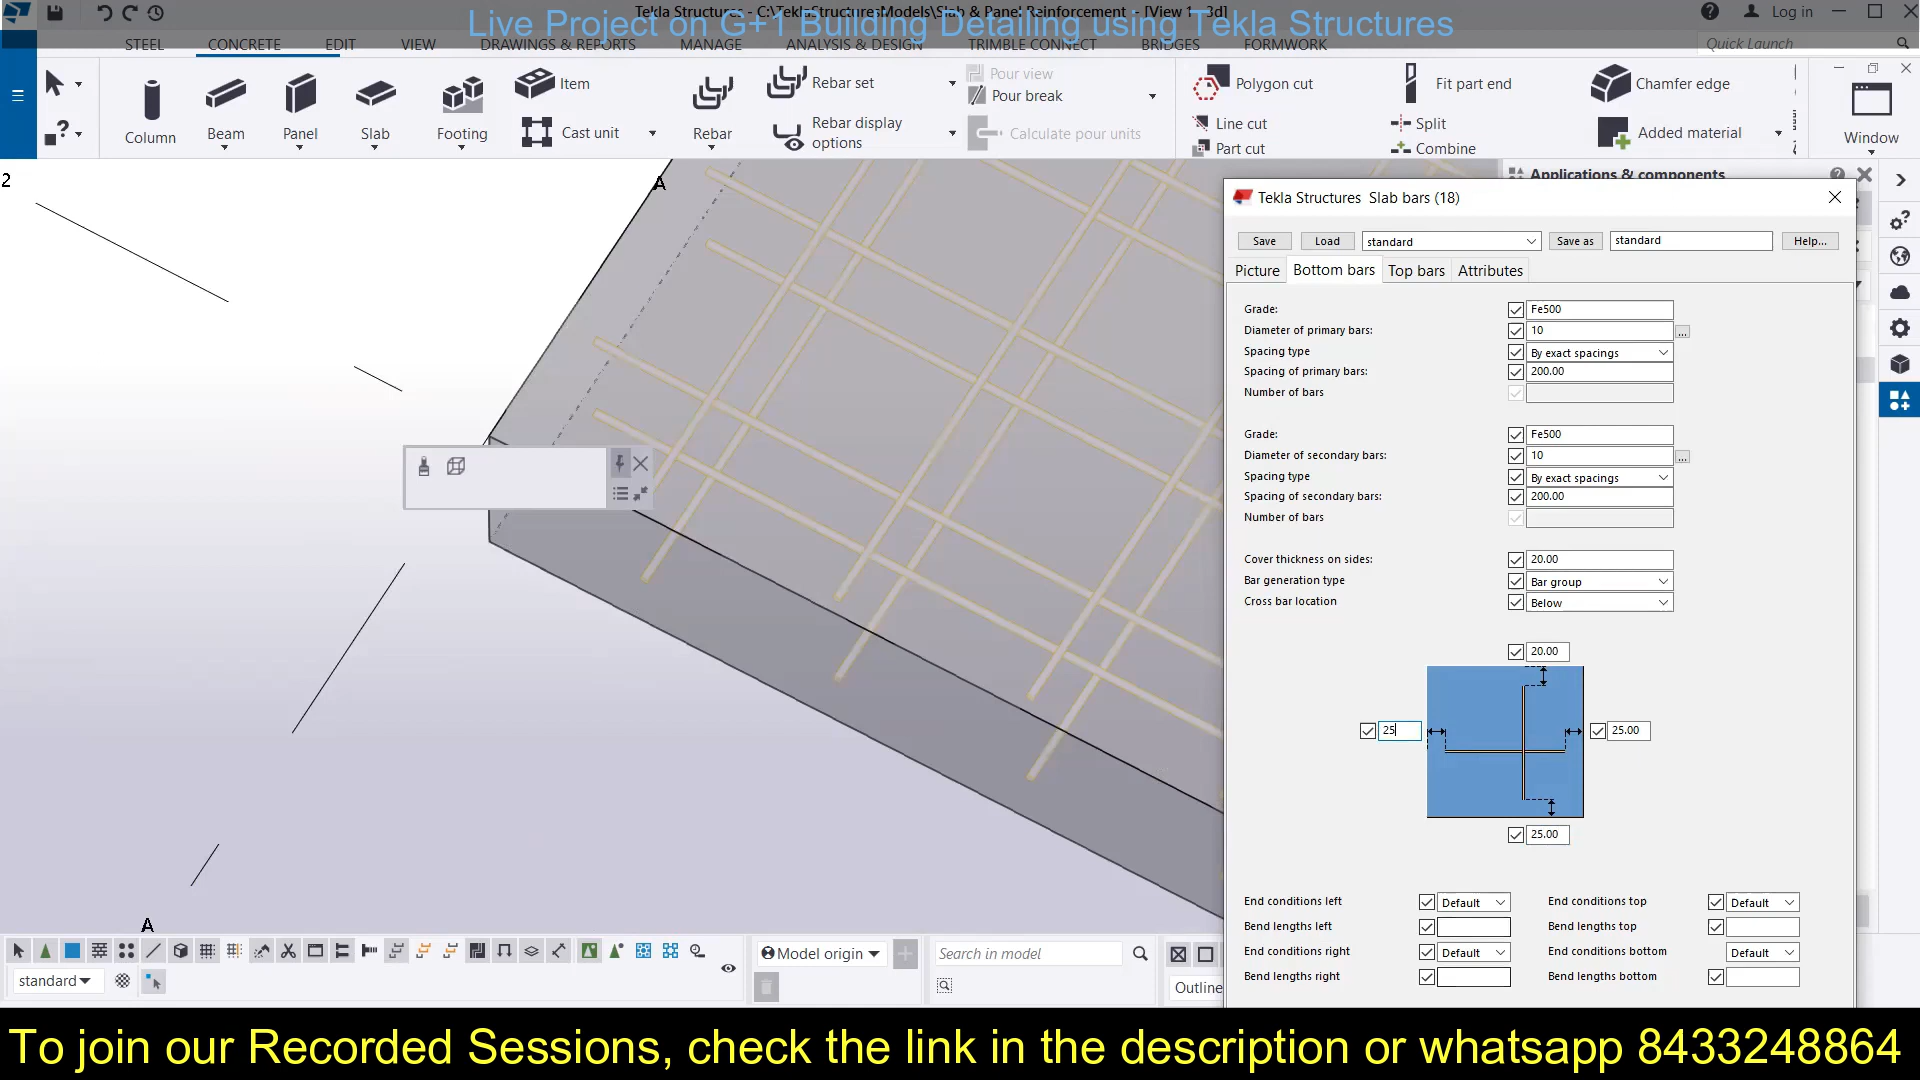 Tekla Structures - C:\TeklaStructuresModels\Slab & Panel Reinforcement - [View 1 - 3d]
Live Project on G+1 Building Detailing using Tekla Structures
Log in
STEEL CONCRETE EDIT VIEW DRAWINGS & REPORTS MANAGE ANALYSIS & DESIGN TRIMBLE CONNECT BRIDGES FORMWORK
Quick Launch
Column
Beam
Panel
Slab
Footing
Item
Cast unit
Rebar
Rebar set
Rebar display
options
Pour view
Pour break
Calculate pour units
Polygon cut
Line cut
Part cut
Fit part end
Split
Combine
Chamfer edge
Added material
Window
2
A
Applications & components
Tekla Structures Slab bars (18)
Save
Load
standard
Save as
standard
Help...
Picture
Bottom bars
Top bars
Attributes
Grade: Fe500
Diameter of primary bars: 10 ...
Spacing type By exact spacings
Spacing of primary bars: 200.00
Number of bars
Grade: Fe500
Diameter of secondary bars: 10 ...
Spacing type By exact spacings
Spacing of secondary bars: 200.00
Number of bars
Cover thickness on sides: 20.00
Bar generation type Bar group
Cross bar location Below
20.00
25
25.00
25.00
End conditions left Default End conditions top Default
Bend lengths left Bend lengths top
End conditions right Default End conditions bottom Default
Bend lengths right Bend lengths bottom
A
Model origin
Search in model
standard
Outline
To join our Recorded Sessions, check the link in the description or whatsapp 8433248864